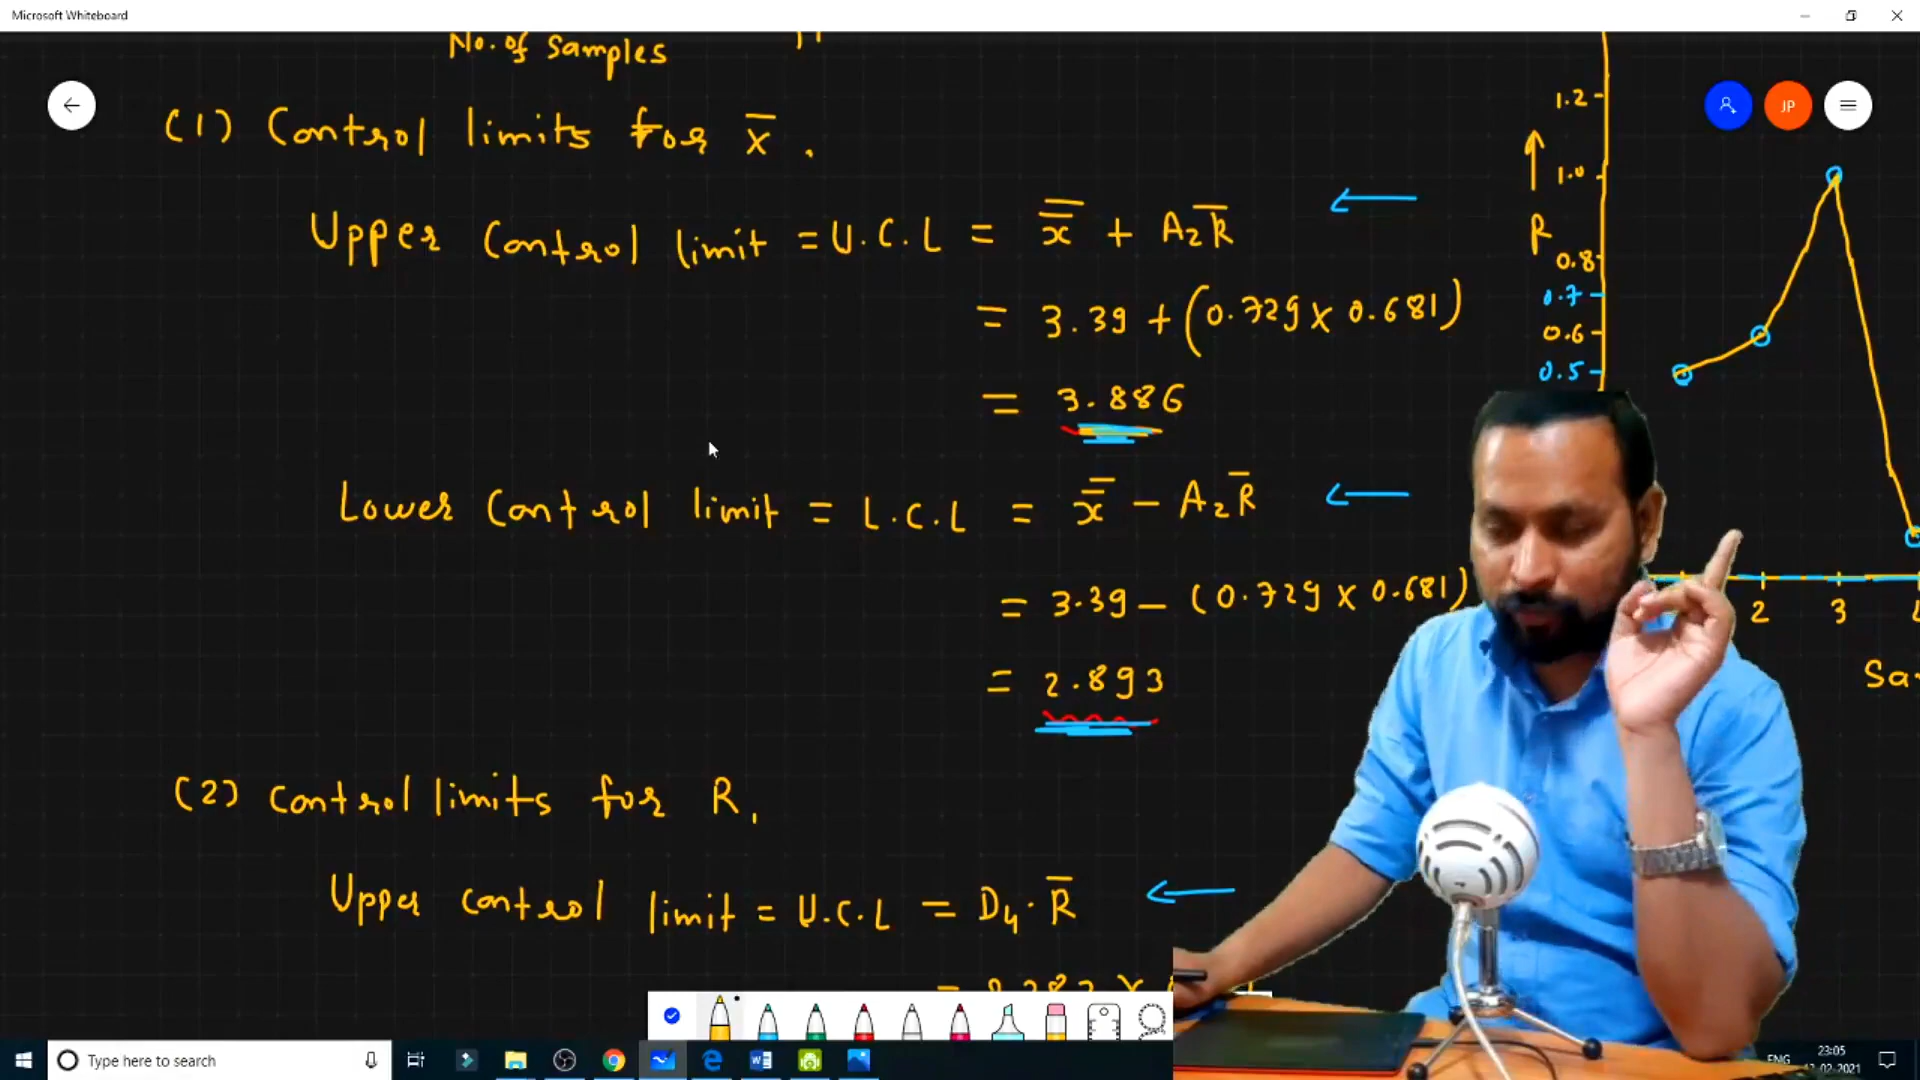 Microsoft Whiteboard
No. of samples
(1) Control limits for x̄ .
Upper control limit = U.C.L = x̿ + A₂R̄
= 3.39 + (0.729 x 0.681)
= 3.886
Lower control limit = L.C.L = x̿ − A₂R̄
= 3.39 − (0.729 x 0.681)
= 2.893
(2) Control limits for R,
Upper control limit = U.C.L = D₄ · R̄
JP
1.2
1.0
R
0.8
0.7
0.6
0.5
2 3
Type here to search
ENG
23:05